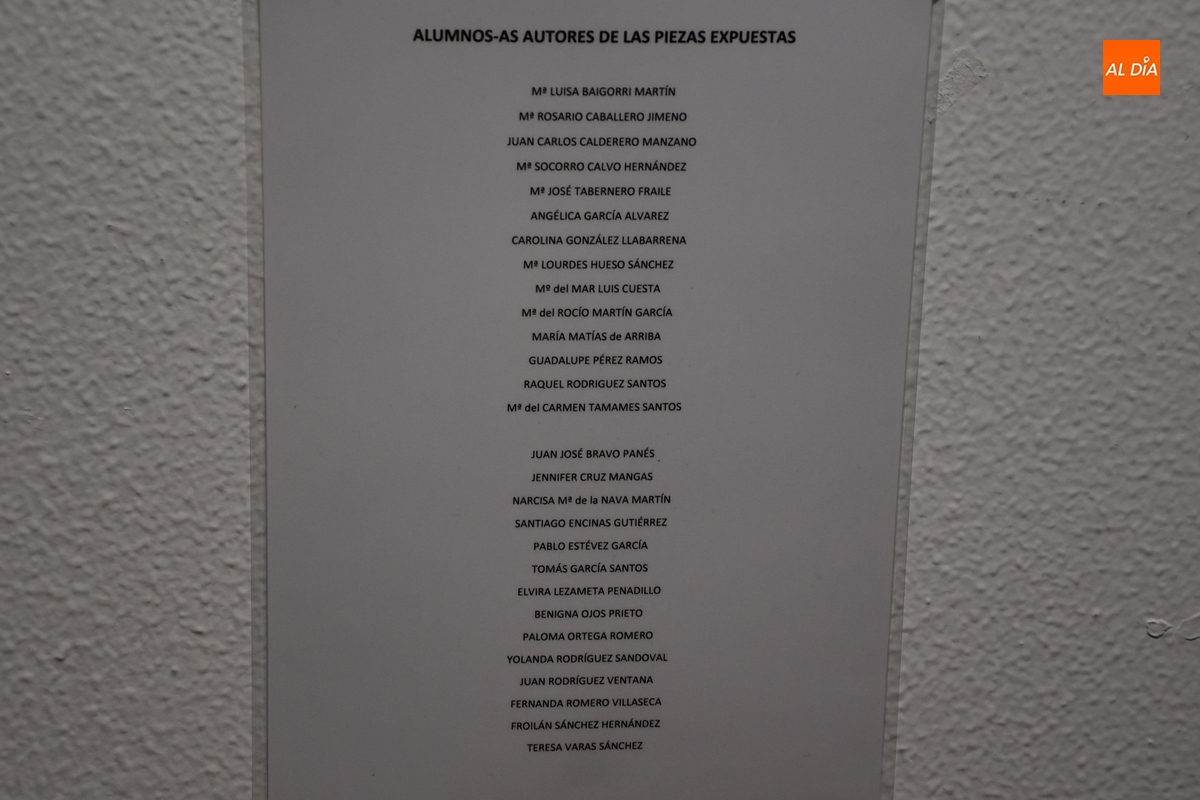 ALUMNOS-AS AUTORES DE LAS PIEZAS EXPUESTAS
Mª LUISA BAIGORRI MARTÍN
Mª ROSARIO CABALLERO JIMENO
JUAN CARLOS CALDERERO MANZANO
Mª SOCORRO CALVO HERNÁNDEZ
Mª JOSÉ TABERNERO FRAILE
ANGÉLICA GARCÍA ALVAREZ
CAROLINA GONZÁLEZ LLABARRENA
Mª LOURDES HUESO SÁNCHEZ
Mº del MAR LUIS CUESTA
Mª del ROCÍO MARTÍN GARCÍA
MARÍA MATÍAS de ARRIBA
GUADALUPE PÉREZ RAMOS
RAQUEL RODRIGUEZ SANTOS
Mª del CARMEN TAMAMES SANTOS
JUAN JOSÉ BRAVO PANÉS
JENNIFER CRUZ MANGAS
NARCISA Mª de la NAVA MARTÍN
SANTIAGO ENCINAS GUTIÉRREZ
PABLO ESTÉVEZ GARCÍA
TOMÁS GARCÍA SANTOS
ELVIRA LEZAMETA PENADILLO
BENIGNA OJOS PRIETO
PALOMA ORTEGA ROMERO
YOLANDA RODRÍGUEZ SANDOVAL
JUAN RODRÍGUEZ VENTANA
FERNANDA ROMERO VILLASECA
FROILÁN SÁNCHEZ HERNÁNDEZ
TERESA VARAS SÁNCHEZ
AL DÍA